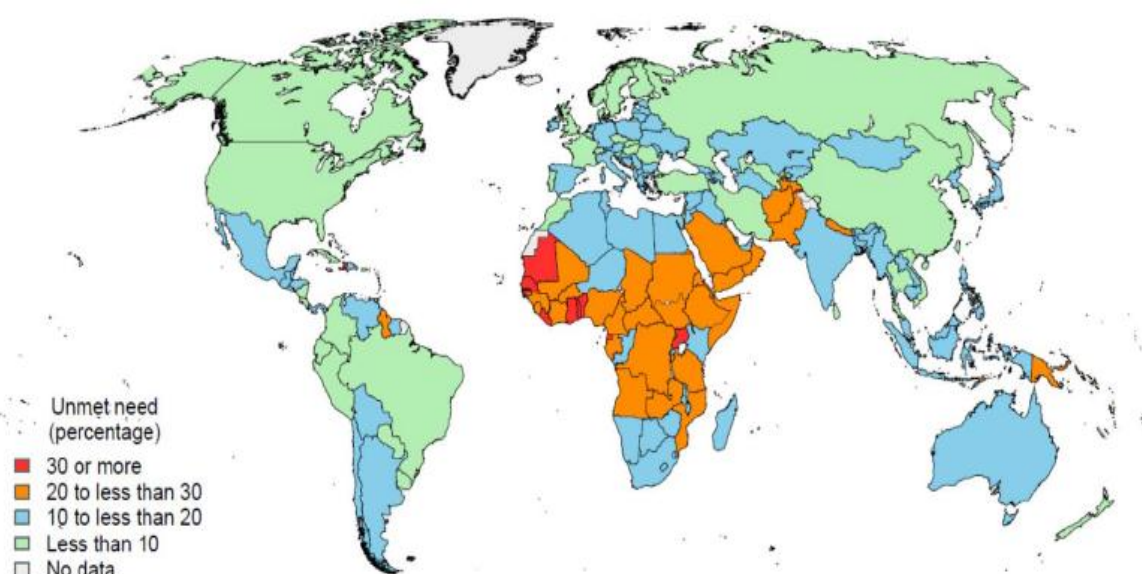 Unmet need
(percentage)
30 or more
20 to less than 30
10 to less than 20
Less than 10
No data